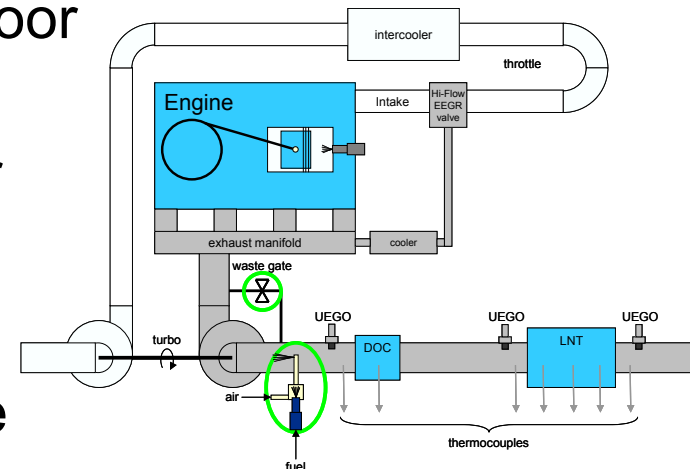 oor
intercooler
throttle
Engine
Intake
Hi-Flow
EEGR
valve
exhaust manifold
cooler
waste gate
UEGO
UEGO
UEGO
turbo
DOC
LNT
air
thermocouples
fuel
e